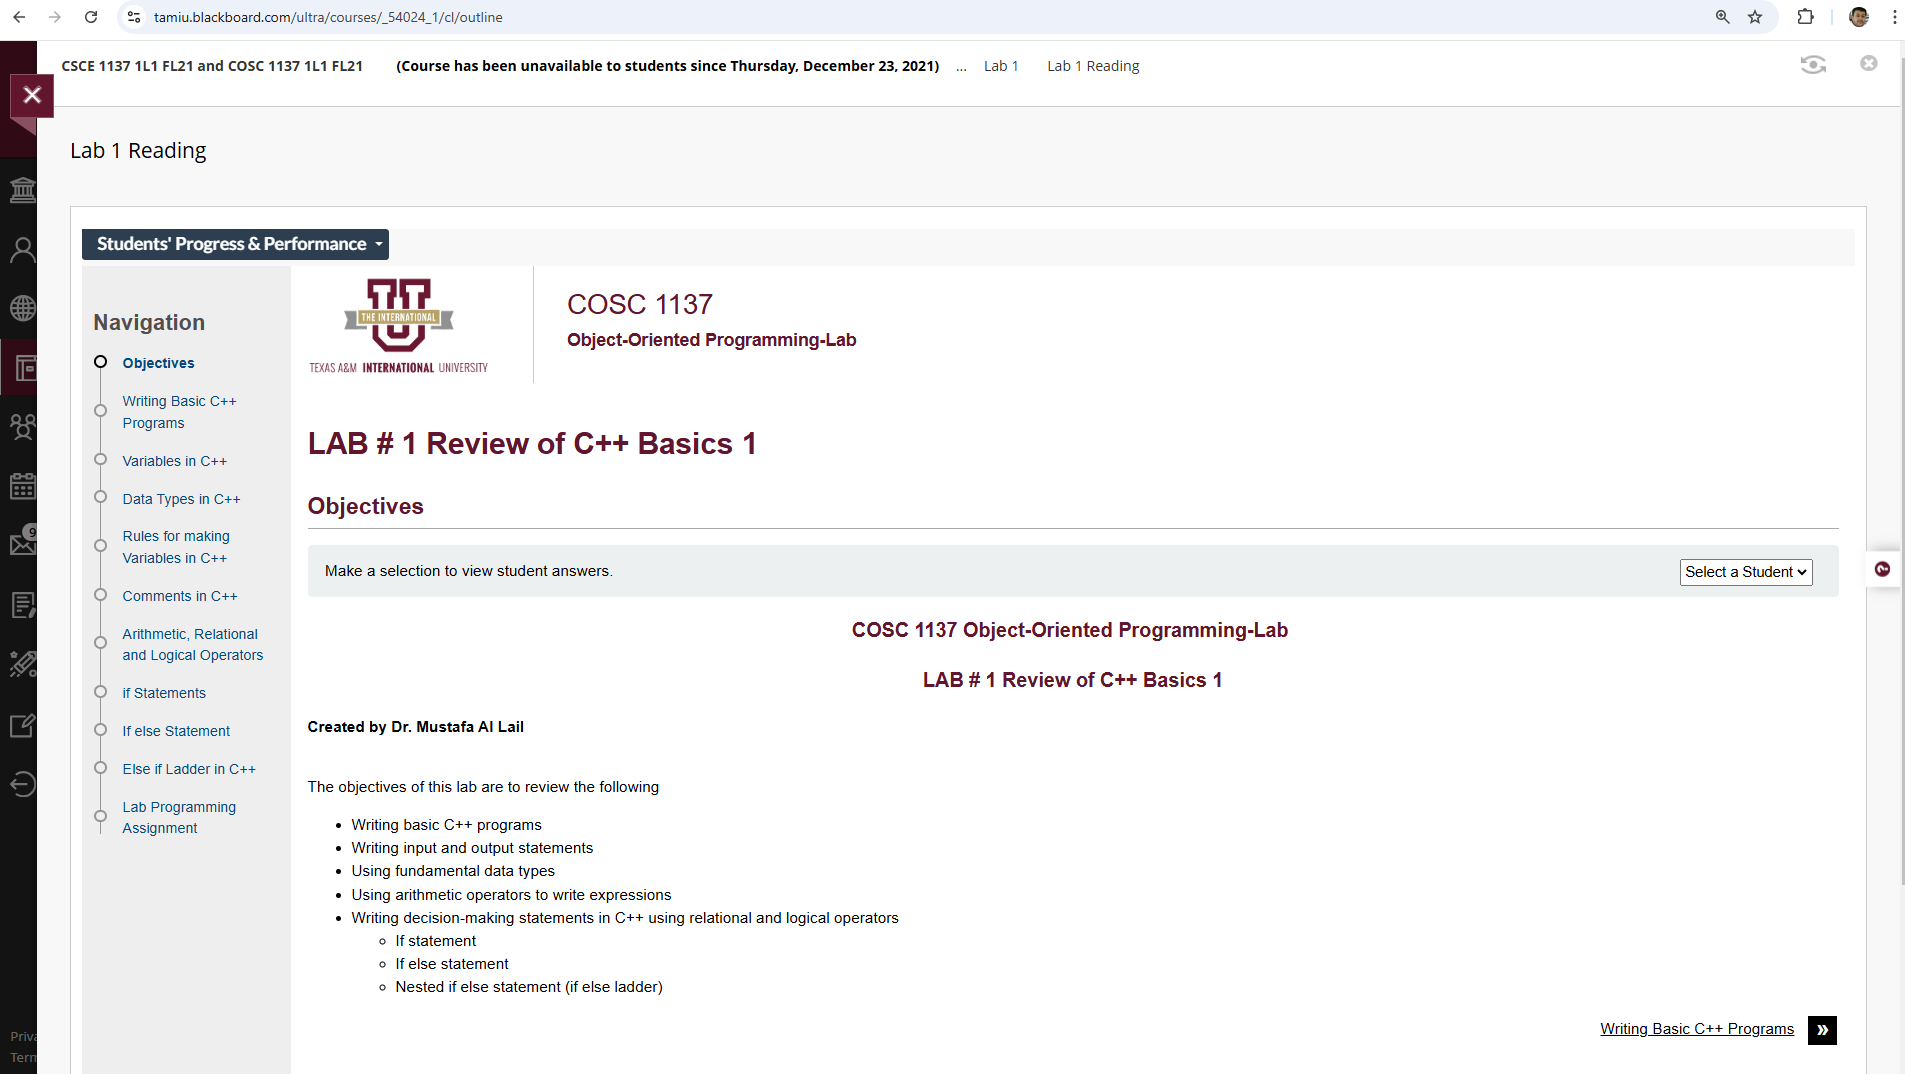 tamiu.blackboard.com/ultra/courses/_54024_1/cl/outline
CSCE 1137 1L1 FL21 and COSC 1137 1L1 FL21 (Course has been unavailable to students since Thursday, December 23, 2021) ... Lab 1 Lab 1 Reading
Lab 1 Reading
Students' Progress & Performance
Navigation
Objectives
Writing Basic C++
Programs
Variables in C++
Data Types in C++
Rules for making
Variables in C++
Comments in C++
Arithmetic, Relational
and Logical Operators
if Statements
If else Statement
Else if Ladder in C++
Lab Programming
Assignment
9
Priva
Term
U
THE INTERNATIONAL
TEXAS A&M INTERNATIONAL UNIVERSITY
COSC 1137
Object-Oriented Programming-Lab
LAB # 1 Review of C++ Basics 1
Objectives
Make a selection to view student answers.
Select a Student
COSC 1137 Object-Oriented Programming-Lab
LAB # 1 Review of C++ Basics 1
Created by Dr. Mustafa Al Lail
The objectives of this lab are to review the following
• Writing basic C++ programs
• Writing input and output statements
• Using fundamental data types
• Using arithmetic operators to write expressions
• Writing decision-making statements in C++ using relational and logical operators
◦ If statement
◦ If else statement
◦ Nested if else statement (if else ladder)
Writing Basic C++ Programs »